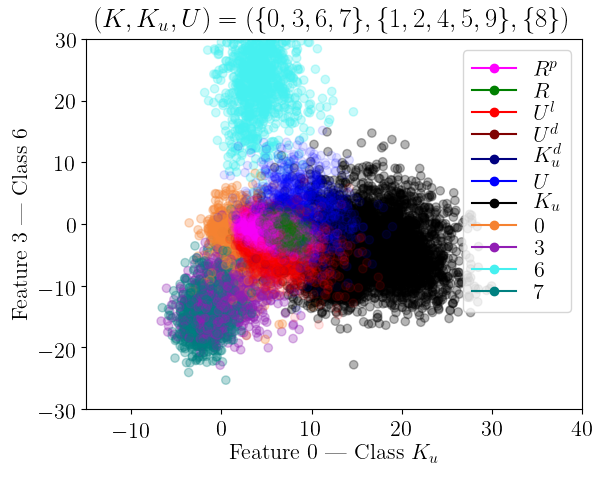 (K, K_u, U) = ({0, 3, 6, 7}, {1, 2, 4, 5, 9}, {8})
30
20
10
0
−10
−20
−30
Feature 3 — Class 6
R^p
R
U^l
U^d
K_u^d
U
K_u
0
3
6
7
−10 0 10 20 30 40
Feature 0 — Class K_u